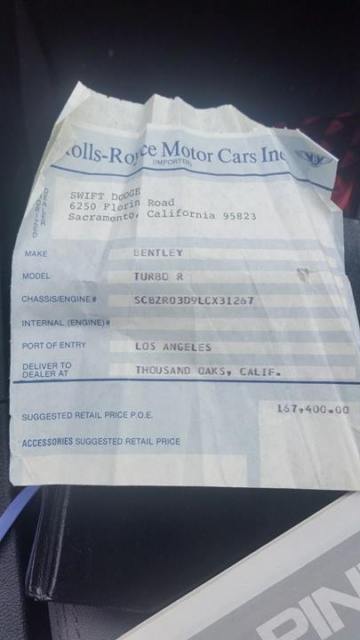 Rolls-Royce Motor Cars Inc
(IMPORTER)
SWIFT DODGE
6250 Florin Road
Sacramento, California 95823
MAKE BENTLEY
MODEL TURBO R
CHASSIS/ENGINE# SCBZR03D9LCX31267
INTERNAL (ENGINE)#
PORT OF ENTRY LOS ANGELES
DELIVER TO
DEALER AT THOUSAND OAKS, CALIF.
SUGGESTED RETAIL PRICE P.O.E. 167,400.00
ACCESSORIES SUGGESTED RETAIL PRICE